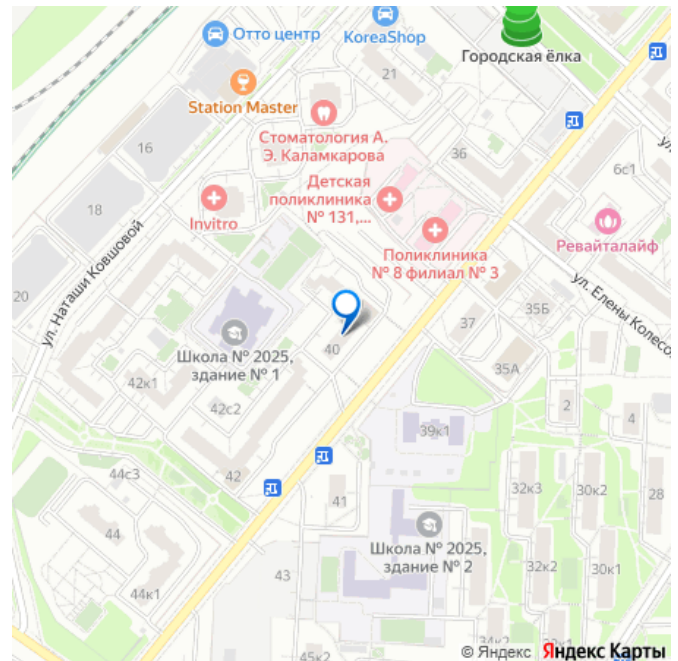 Отто центр
KoreaShop
Городская ёлка
21
Station Master
Стоматология А.
Э. Каламкарова
16
36
6с1
Детская
поликлиника
№ 131,...
Invitro
18
Ревайталайф
Поликлиника
№ 8 филиал № 3
ул. Наташи Ковшовой
20
35Б
ул. Елены Колесо
37
40
Школа № 2025,
здание № 1
35А
42к1
42с2
2
4
39к1
42
44с3
32к3
30к2
28
41
44
Школа № 2025,
здание № 2
43
32к2
30к1
44к1
45к2
34к2
32к1
© Яндекс Яндекс Карты